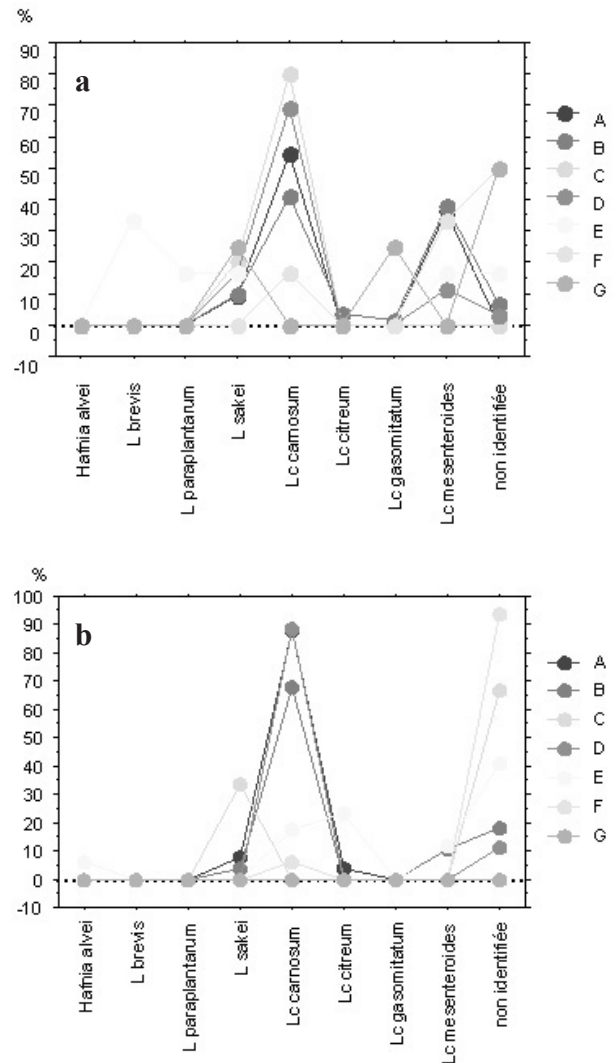 %
a
90
80
70
60
50
40
30
20
10
0
-10
A
B
C
D
E
F
G
Hafnia alvei
L brevis
L paraplantarum
L sakei
Lc carnosum
Lc citreum
Lc gasomitatum
Lc mesenteroides
non identifiée
%
b
100
90
80
70
60
50
40
30
20
10
0
-10
A
B
C
D
E
F
G
Hafnia alvei
L brevis
L paraplantarum
L sakei
Lc carnosum
Lc citreum
Lc gasomitatum
Lc mesenteroides
non identifiée